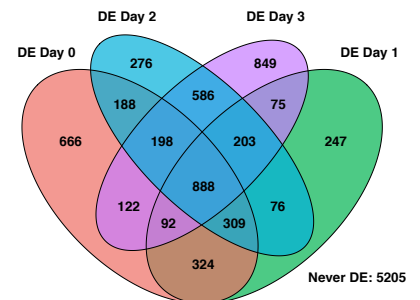 DE Day 2 DE Day 3
DE Day 0 DE Day 1
276 849
188 586 75
666 198 203 247
888
122 92 309 76
324
Never DE: 5205